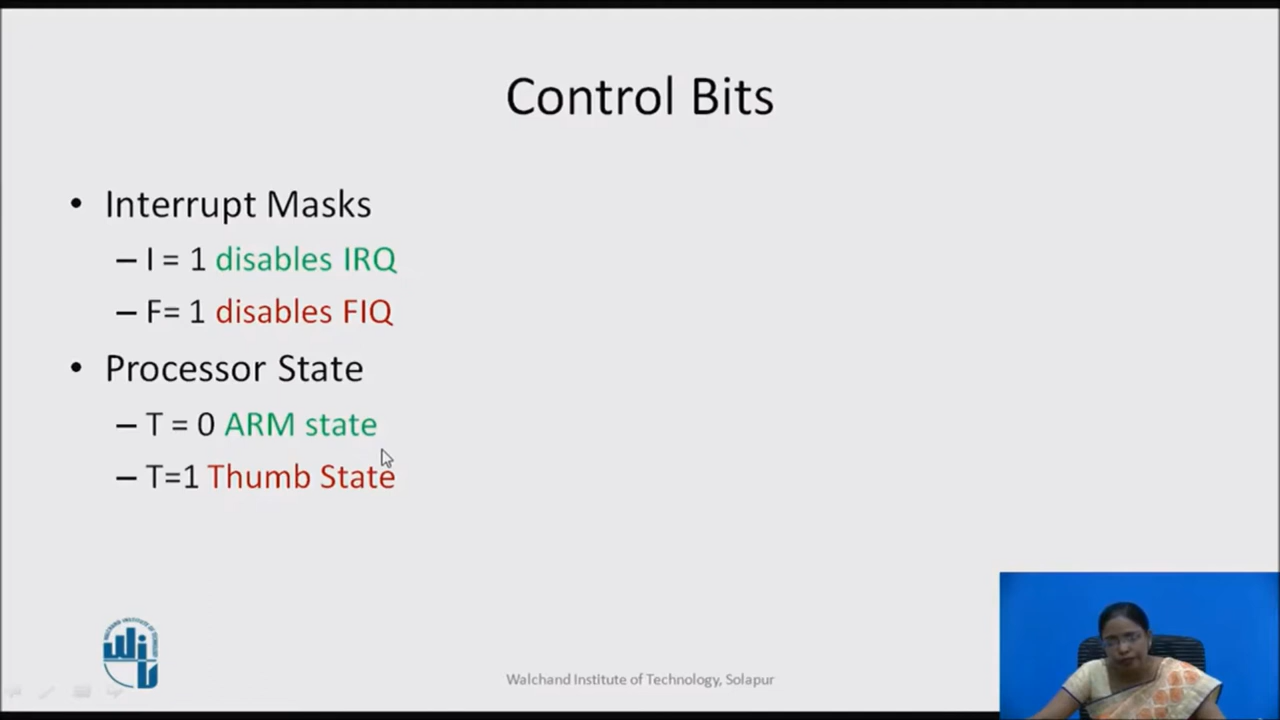 Control Bits
• Interrupt Masks
– I = 1 disables IRQ
– F= 1 disables FIQ
• Processor State
– T = 0 ARM state
– T=1 Thumb State
Walchand Institute of Technology, Solapur